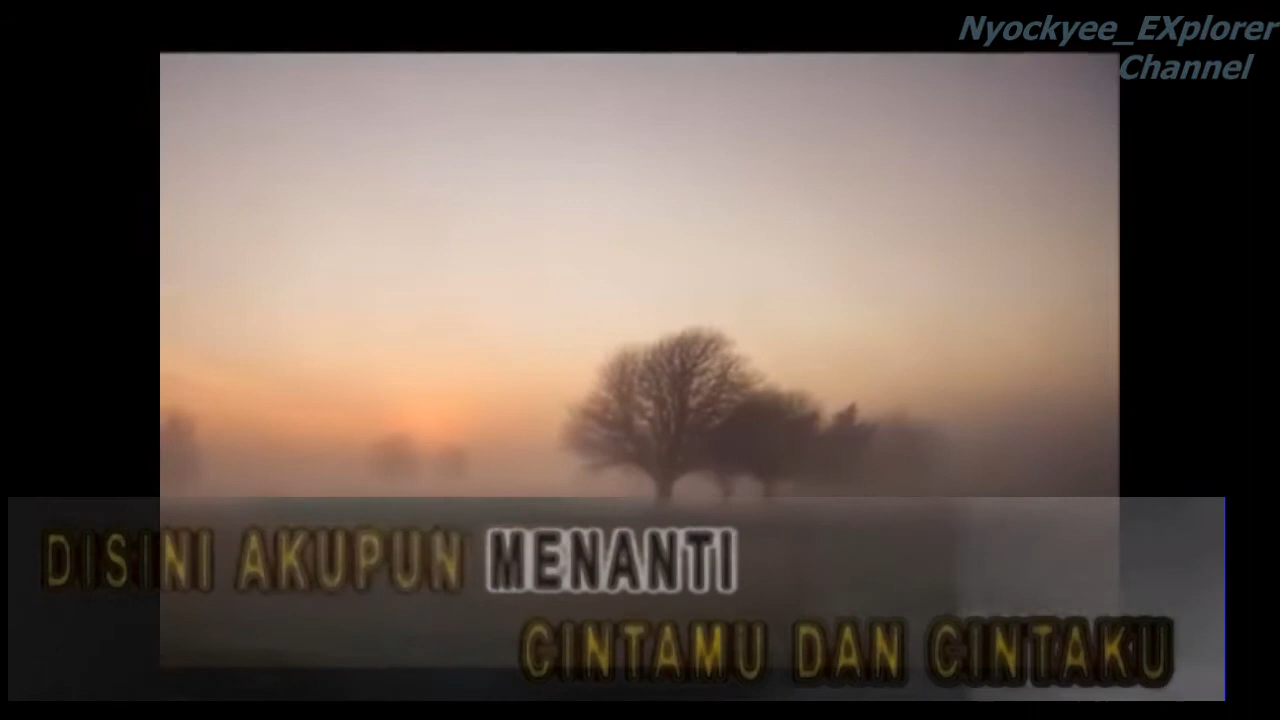 Nyockyee_EXplorer
Channel
DISINI AKUPUN MENANTI
CINTAMU DAN CINTAKU